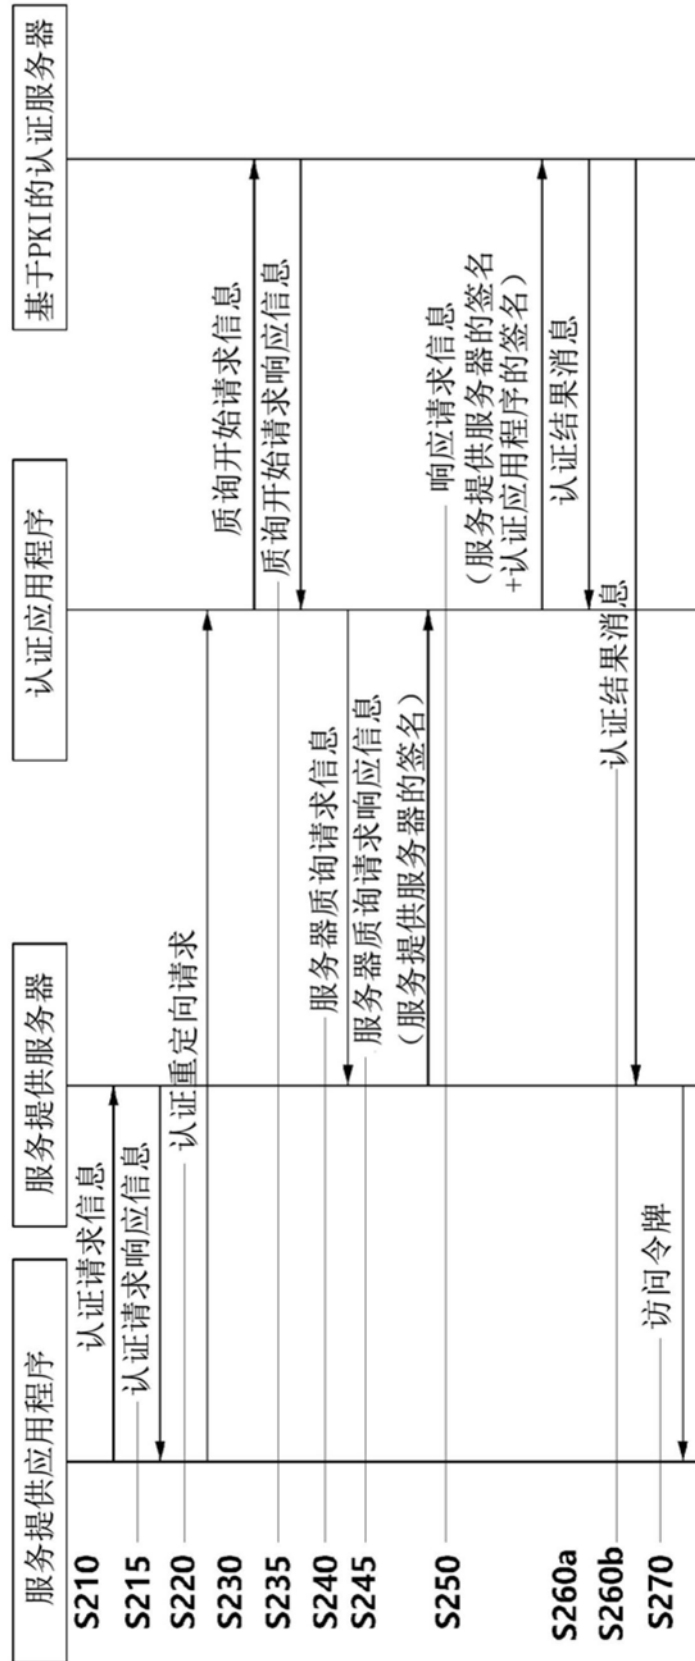 服务提供应用程序
服务提供服务器
认证应用程序
基于PKI的认证服务器
S210
认证请求信息
S215
认证请求响应信息
S220
认证重定向请求
S230
质询开始请求信息
S235
质询开始请求响应信息
S240
服务器质询请求信息
S245
服务器质询请求响应信息
（服务提供服务器的签名）
S250
响应请求信息
（服务提供服务器的签名
+认证应用程序的签名）
S260a
认证结果消息
S260b
认证结果消息
S270
访问令牌